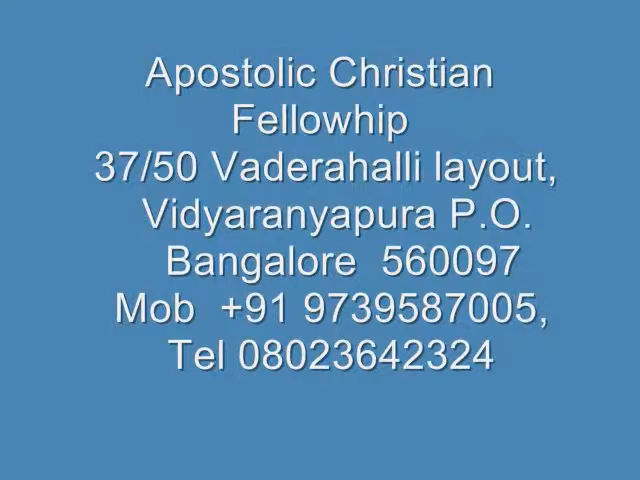 Apostolic Christian
Fellowhip
37/50 Vaderahalli layout,
Vidyaranyapura P.O.
Bangalore 560097
Mob +91 9739587005,
Tel 08023642324